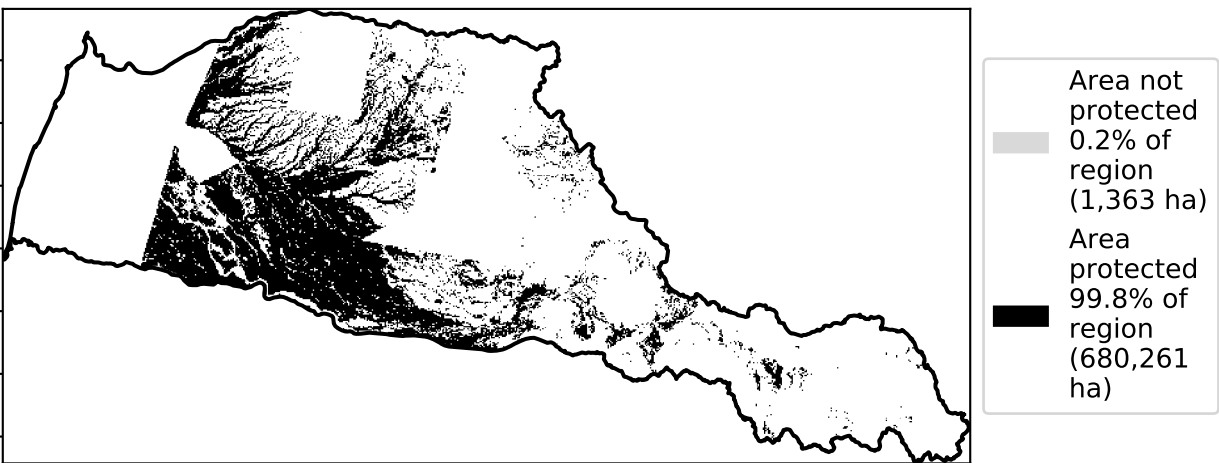 Area not
protected
0.2% of
region
(1,363 ha)
Area
protected
99.8% of
region
(680,261
ha)